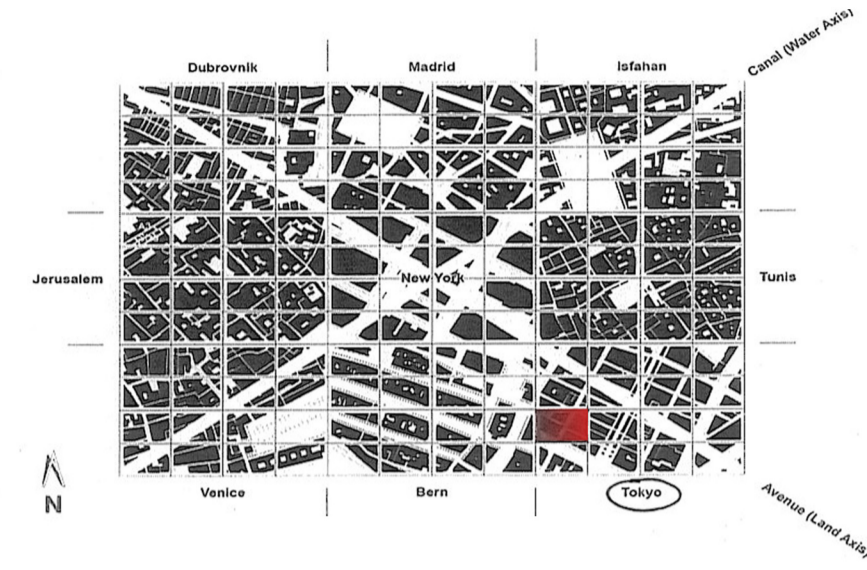 Canal (Water Axis)
Dubrovnik
Madrid
Isfahan
Jerusalem
New York
Tunis
N
Venice
Bern
Tokyo
Avenue (Land Axis)